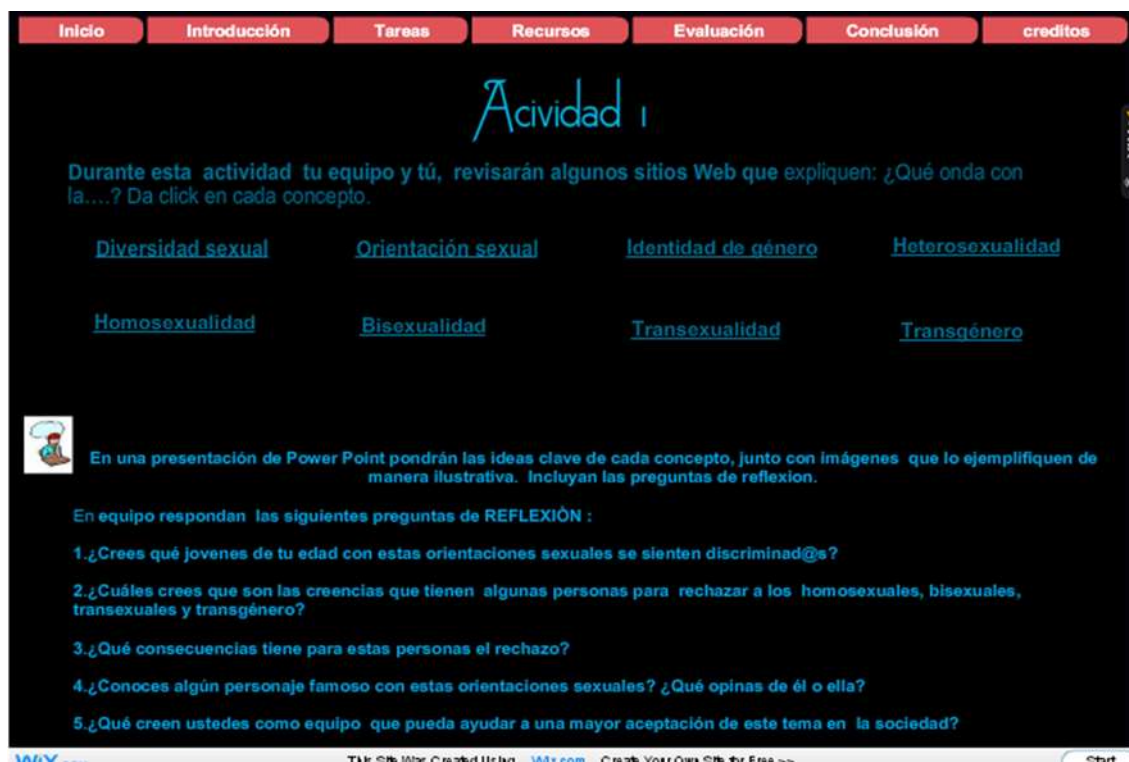 Inicio Introducción Tareas Recursos Evaluación Conclusión creditos
Acividad 1
Durante esta actividad tu equipo y tú, revisarán algunos sitios Web que expliquen: ¿Qué onda con
la....? Da click en cada concepto.
Diversidad sexual Orientación sexual Identidad de género Heterosexualidad
Homosexualidad Bisexualidad Transexualidad Transgénero
En una presentación de Power Point pondrán las ideas clave de cada concepto, junto con imágenes que lo ejemplifiquen de
manera ilustrativa. Incluyan las preguntas de reflexion.
En equipo respondan las siguientes preguntas de REFLEXIÒN :
1.¿Crees qué jovenes de tu edad con estas orientaciones sexuales se sienten discriminad@s?
2.¿Cuáles crees que son las creencias que tienen algunas personas para rechazar a los homosexuales, bisexuales,
transexuales y transgénero?
3.¿Qué consecuencias tiene para estas personas el rechazo?
4.¿Conoces algún personaje famoso con estas orientaciones sexuales? ¿Qué opinas de él o ella?
5.¿Qué creen ustedes como equipo que pueda ayudar a una mayor aceptación de este tema en la sociedad?
This Site Was Created Using Wix.com Create Your Own Site for Free >> Start